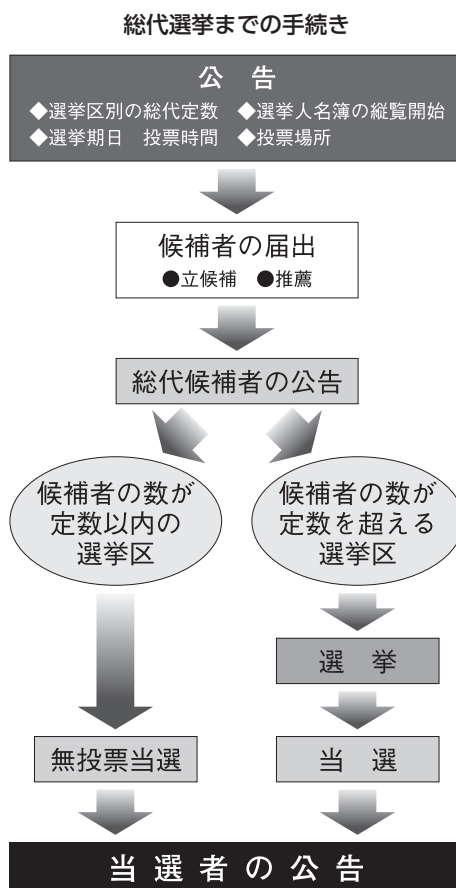 総代選挙までの手続き
公　告
◆選挙区別の総代定数　◆選挙人名簿の縦覧開始
◆選挙期日　投票時間　◆投票場所
候補者の届出
●立候補　●推薦
総代候補者の公告
候補者の数が
定数以内の
選挙区
候補者の数が
定数を超える
選挙区
選　挙
無投票当選
当　選
当選者の公告